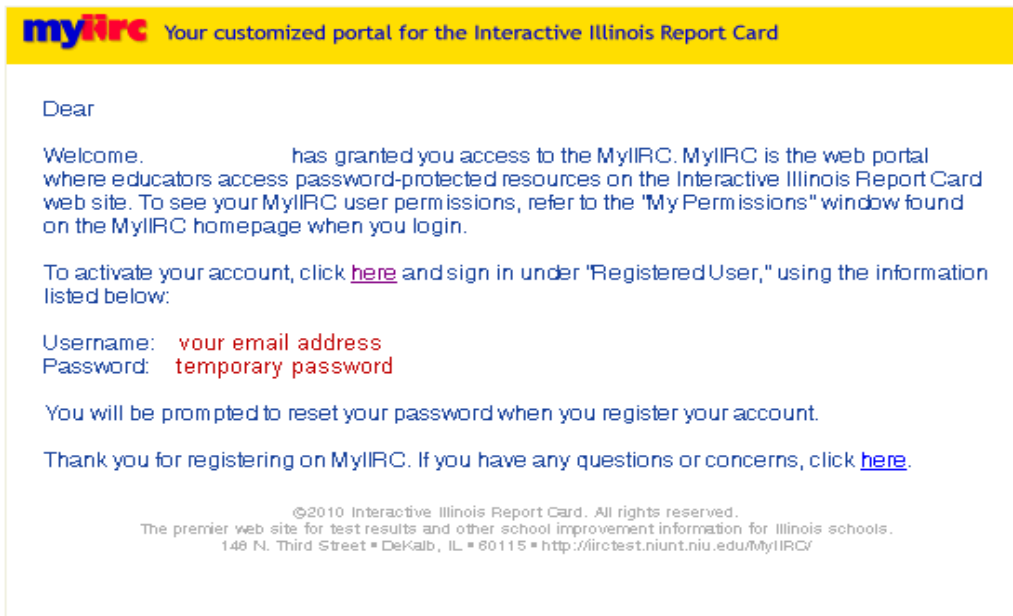 myiirc Your customized portal for the Interactive Illinois Report Card
Dear
Welcome. has granted you access to the MyIIRC. MyIIRC is the web portal
where educators access password-protected resources on the Interactive Illinois Report Card
web site. To see your MyIIRC user permissions, refer to the "My Permissions" window found
on the MyIIRC homepage when you login.
To activate your account, click here and sign in under "Registered User," using the information
listed below:
Username: your email address
Password: temporary password
You will be prompted to reset your password when you register your account.
Thank you for registering on MyIIRC. If you have any questions or concerns, click here.
©2010 Interactive Illinois Report Card. All rights reserved.
The premier web site for test results and other school improvement information for Illinois schools.
148 N. Third Street ▪ DeKalb, IL ▪ 60115 ▪ http://iirctest.niunt.niu.edu/MyIIRC/